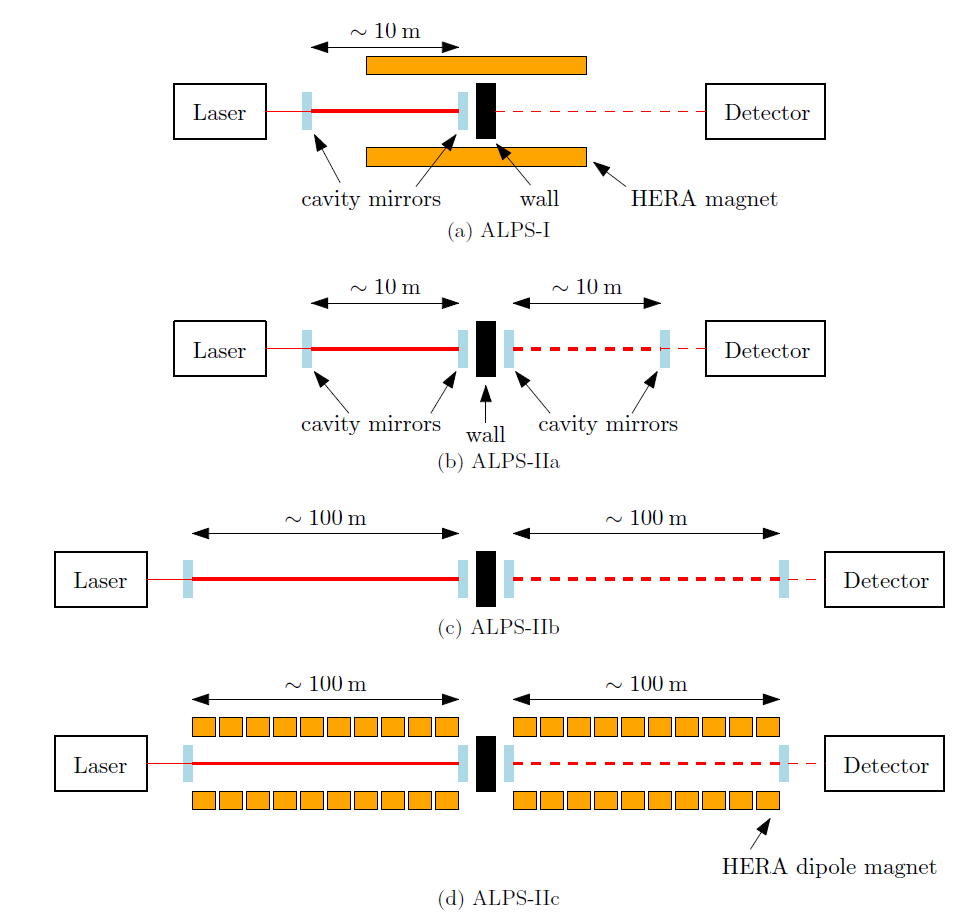 ∼ 10 m
Laser
Detector
cavity mirrors
wall
HERA magnet
(a) ALPS-I
∼ 10 m
∼ 10 m
Laser
Detector
cavity mirrors
cavity mirrors
wall
(b) ALPS-IIa
∼ 100 m
∼ 100 m
Laser
Detector
(c) ALPS-IIb
∼ 100 m
∼ 100 m
Laser
Detector
HERA dipole magnet
(d) ALPS-IIc